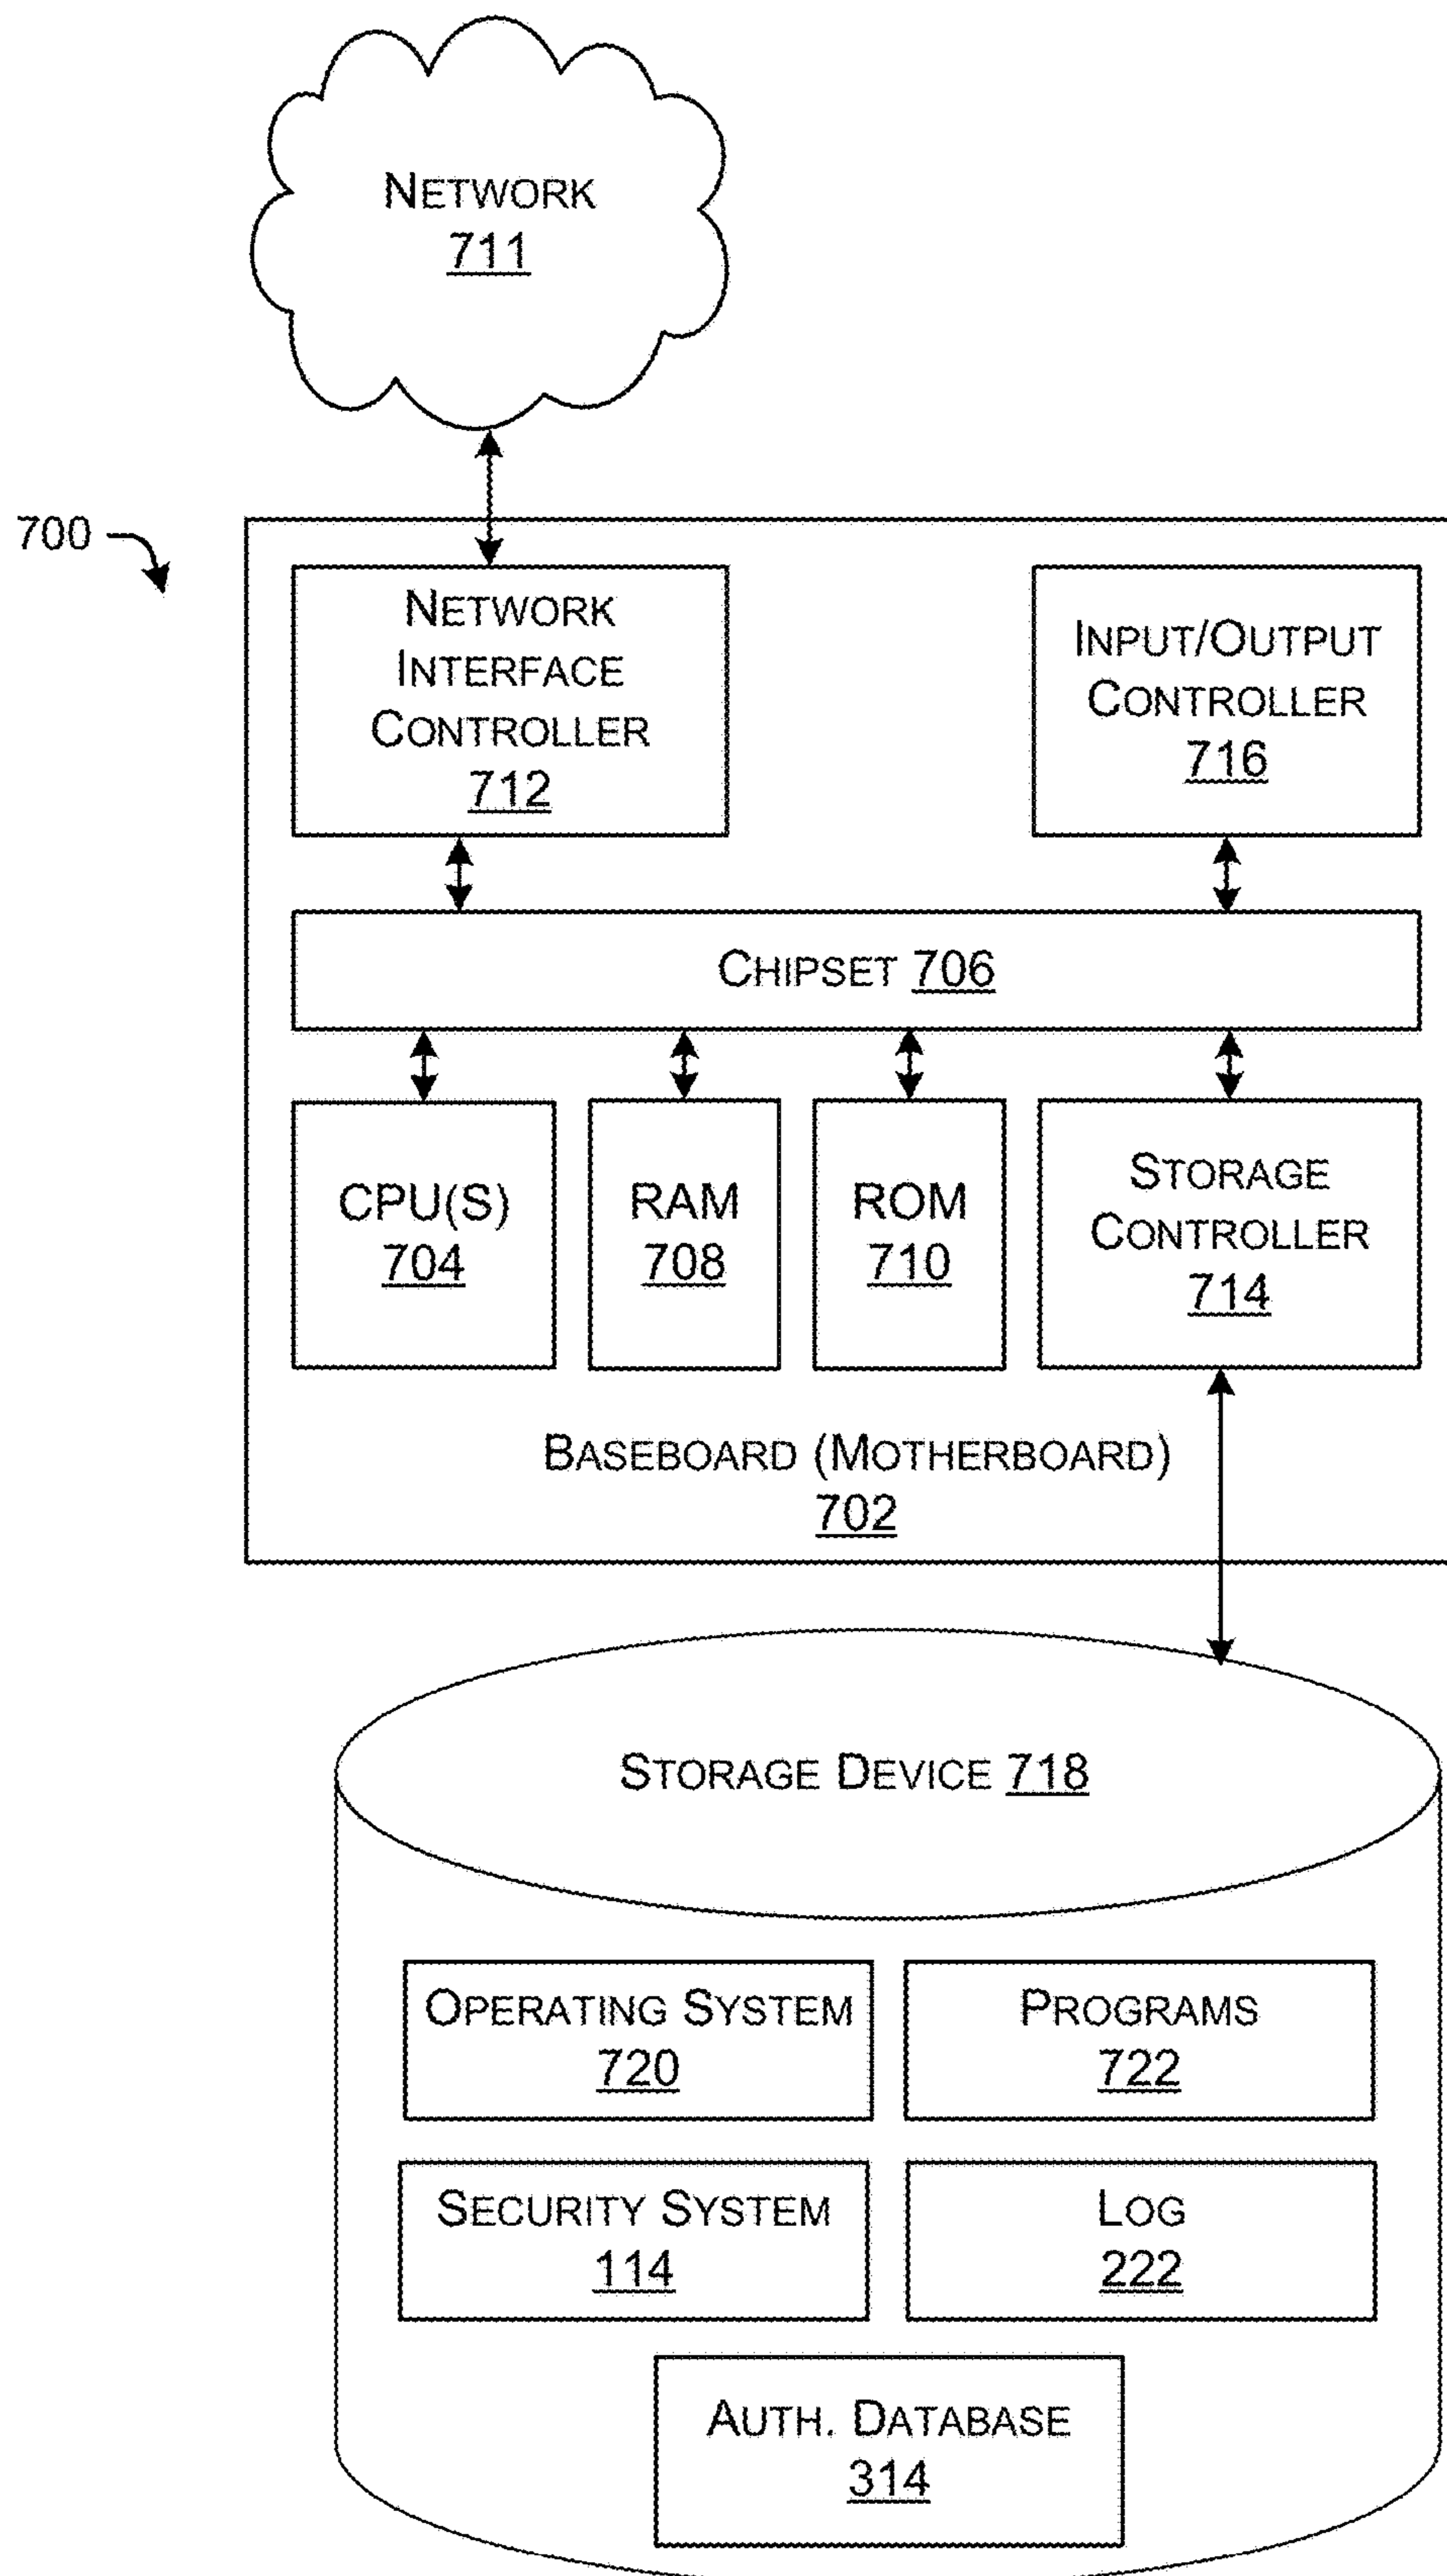 NETWORK
711
700
NETWORK
INTERFACE
CONTROLLER
712
INPUT/OUTPUT
CONTROLLER
716
CHIPSET 706
CPU(S)
704
RAM
708
ROM
710
STORAGE
CONTROLLER
714
BASEBOARD (MOTHERBOARD)
702
STORAGE DEVICE 718
OPERATING SYSTEM
720
PROGRAMS
722
SECURITY SYSTEM
114
LOG
222
AUTH. DATABASE
314